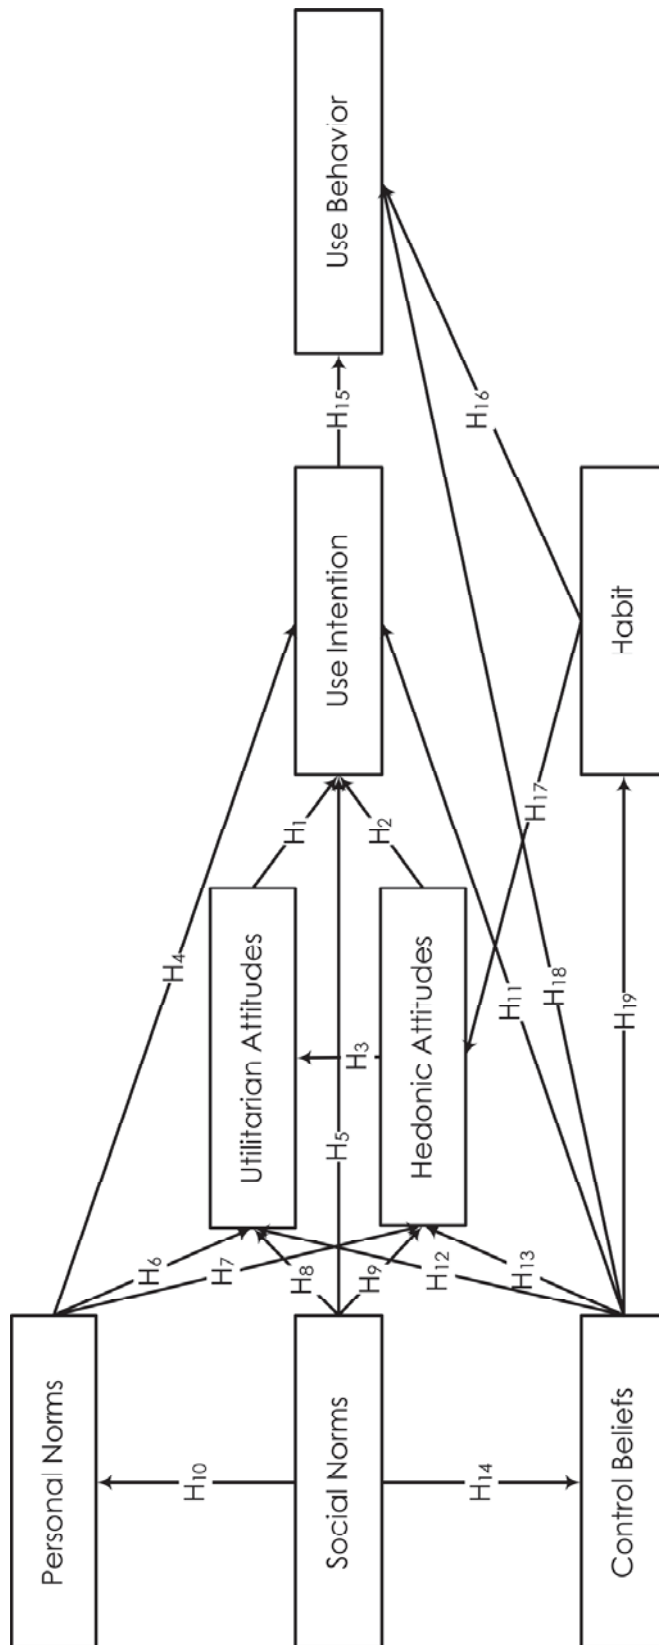 Personal Norms
Social Norms
Control Beliefs
H10
H14
H6
H7
H8
H9
H12
H13
Utilitarian Attitudes
Hedonic Attitudes
H3
H5
H4
H11
H18
H19
H1
H2
H17
Use Intention
Habit
H15
H16
Use Behavior